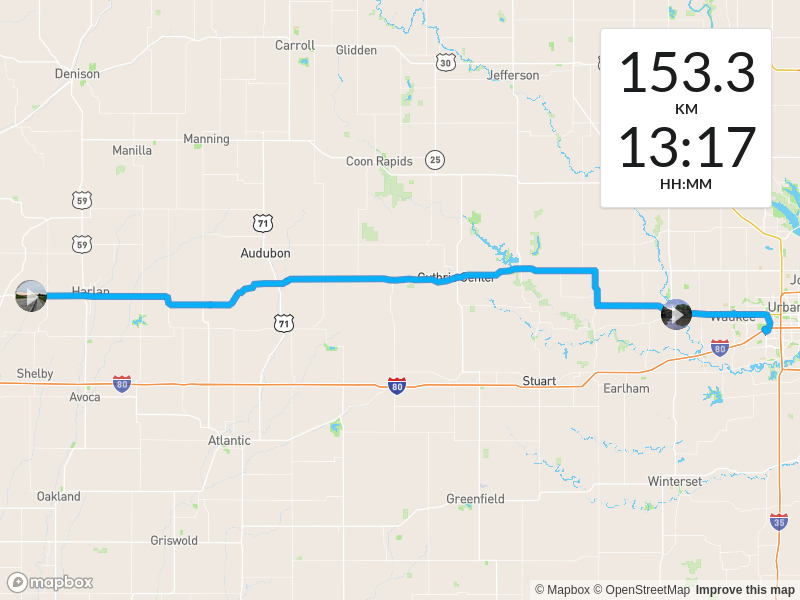 Carroll
Glidden
30
Jefferson
Denison
153.3
KM
13:17
HH:MM
Manning
Manilla
Coon Rapids
25
59
71
59
Audubon
Harlan
Guthrie Center
71
Waukee
Urban
80
Shelby
80
80
Stuart
Earlham
Avoca
Atlantic
Winterset
Oakland
Greenfield
35
Griswold
mapbox
© Mapbox © OpenStreetMap Improve this map